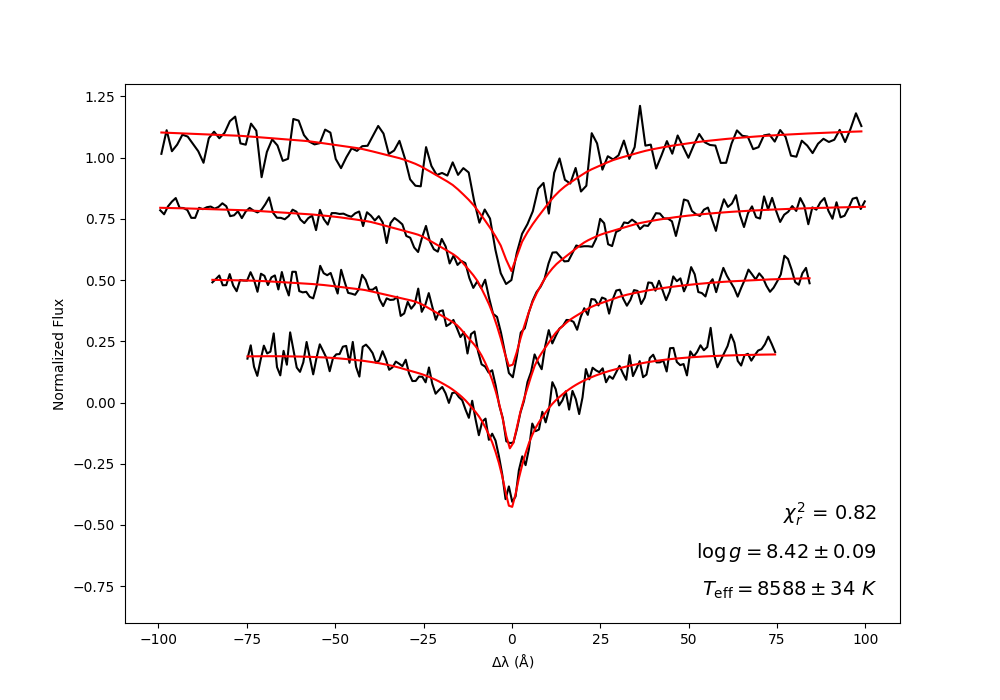 Normalized Flux
1.25
1.00
0.75
0.50
0.25
0.00
−0.25
−0.50
−0.75
χ²ᵣ = 0.82
log g = 8.42 ± 0.09
T_eff = 8588 ± 34 K
−100 −75 −50 −25 0 25 50 75 100
Δλ (Å)